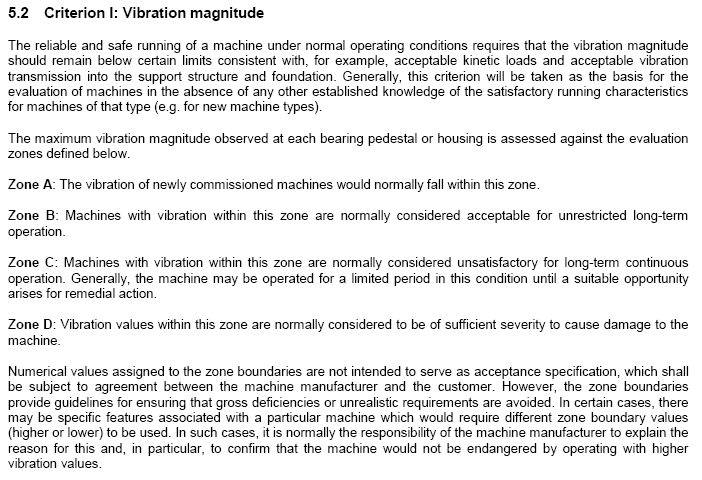 5.2 Criterion I: Vibration magnitude
The reliable and safe running of a machine under normal operating conditions requires that the vibration magnitude
should remain below certain limits consistent with, for example, acceptable kinetic loads and acceptable vibration
transmission into the support structure and foundation. Generally, this criterion will be taken as the basis for the
evaluation of machines in the absence of any other established knowledge of the satisfactory running characteristics
for machines of that type (e.g. for new machine types).
The maximum vibration magnitude observed at each bearing pedestal or housing is assessed against the evaluation
zones defined below.
Zone A: The vibration of newly commissioned machines would normally fall within this zone.
Zone B: Machines with vibration within this zone are normally considered acceptable for unrestricted long-term
operation.
Zone C: Machines with vibration within this zone are normally considered unsatisfactory for long-term continuous
operation. Generally, the machine may be operated for a limited period in this condition until a suitable opportunity
arises for remedial action.
Zone D: Vibration values within this zone are normally considered to be of sufficient severity to cause damage to the
machine.
Numerical values assigned to the zone boundaries are not intended to serve as acceptance specification, which shall
be subject to agreement between the machine manufacturer and the customer. However, the zone boundaries
provide guidelines for ensuring that gross deficiencies or unrealistic requirements are avoided. In certain cases, there
may be specific features associated with a particular machine which would require different zone boundary values
(higher or lower) to be used. In such cases, it is normally the responsibility of the machine manufacturer to explain the
reason for this and, in particular, to confirm that the machine would not be endangered by operating with higher
vibration values.